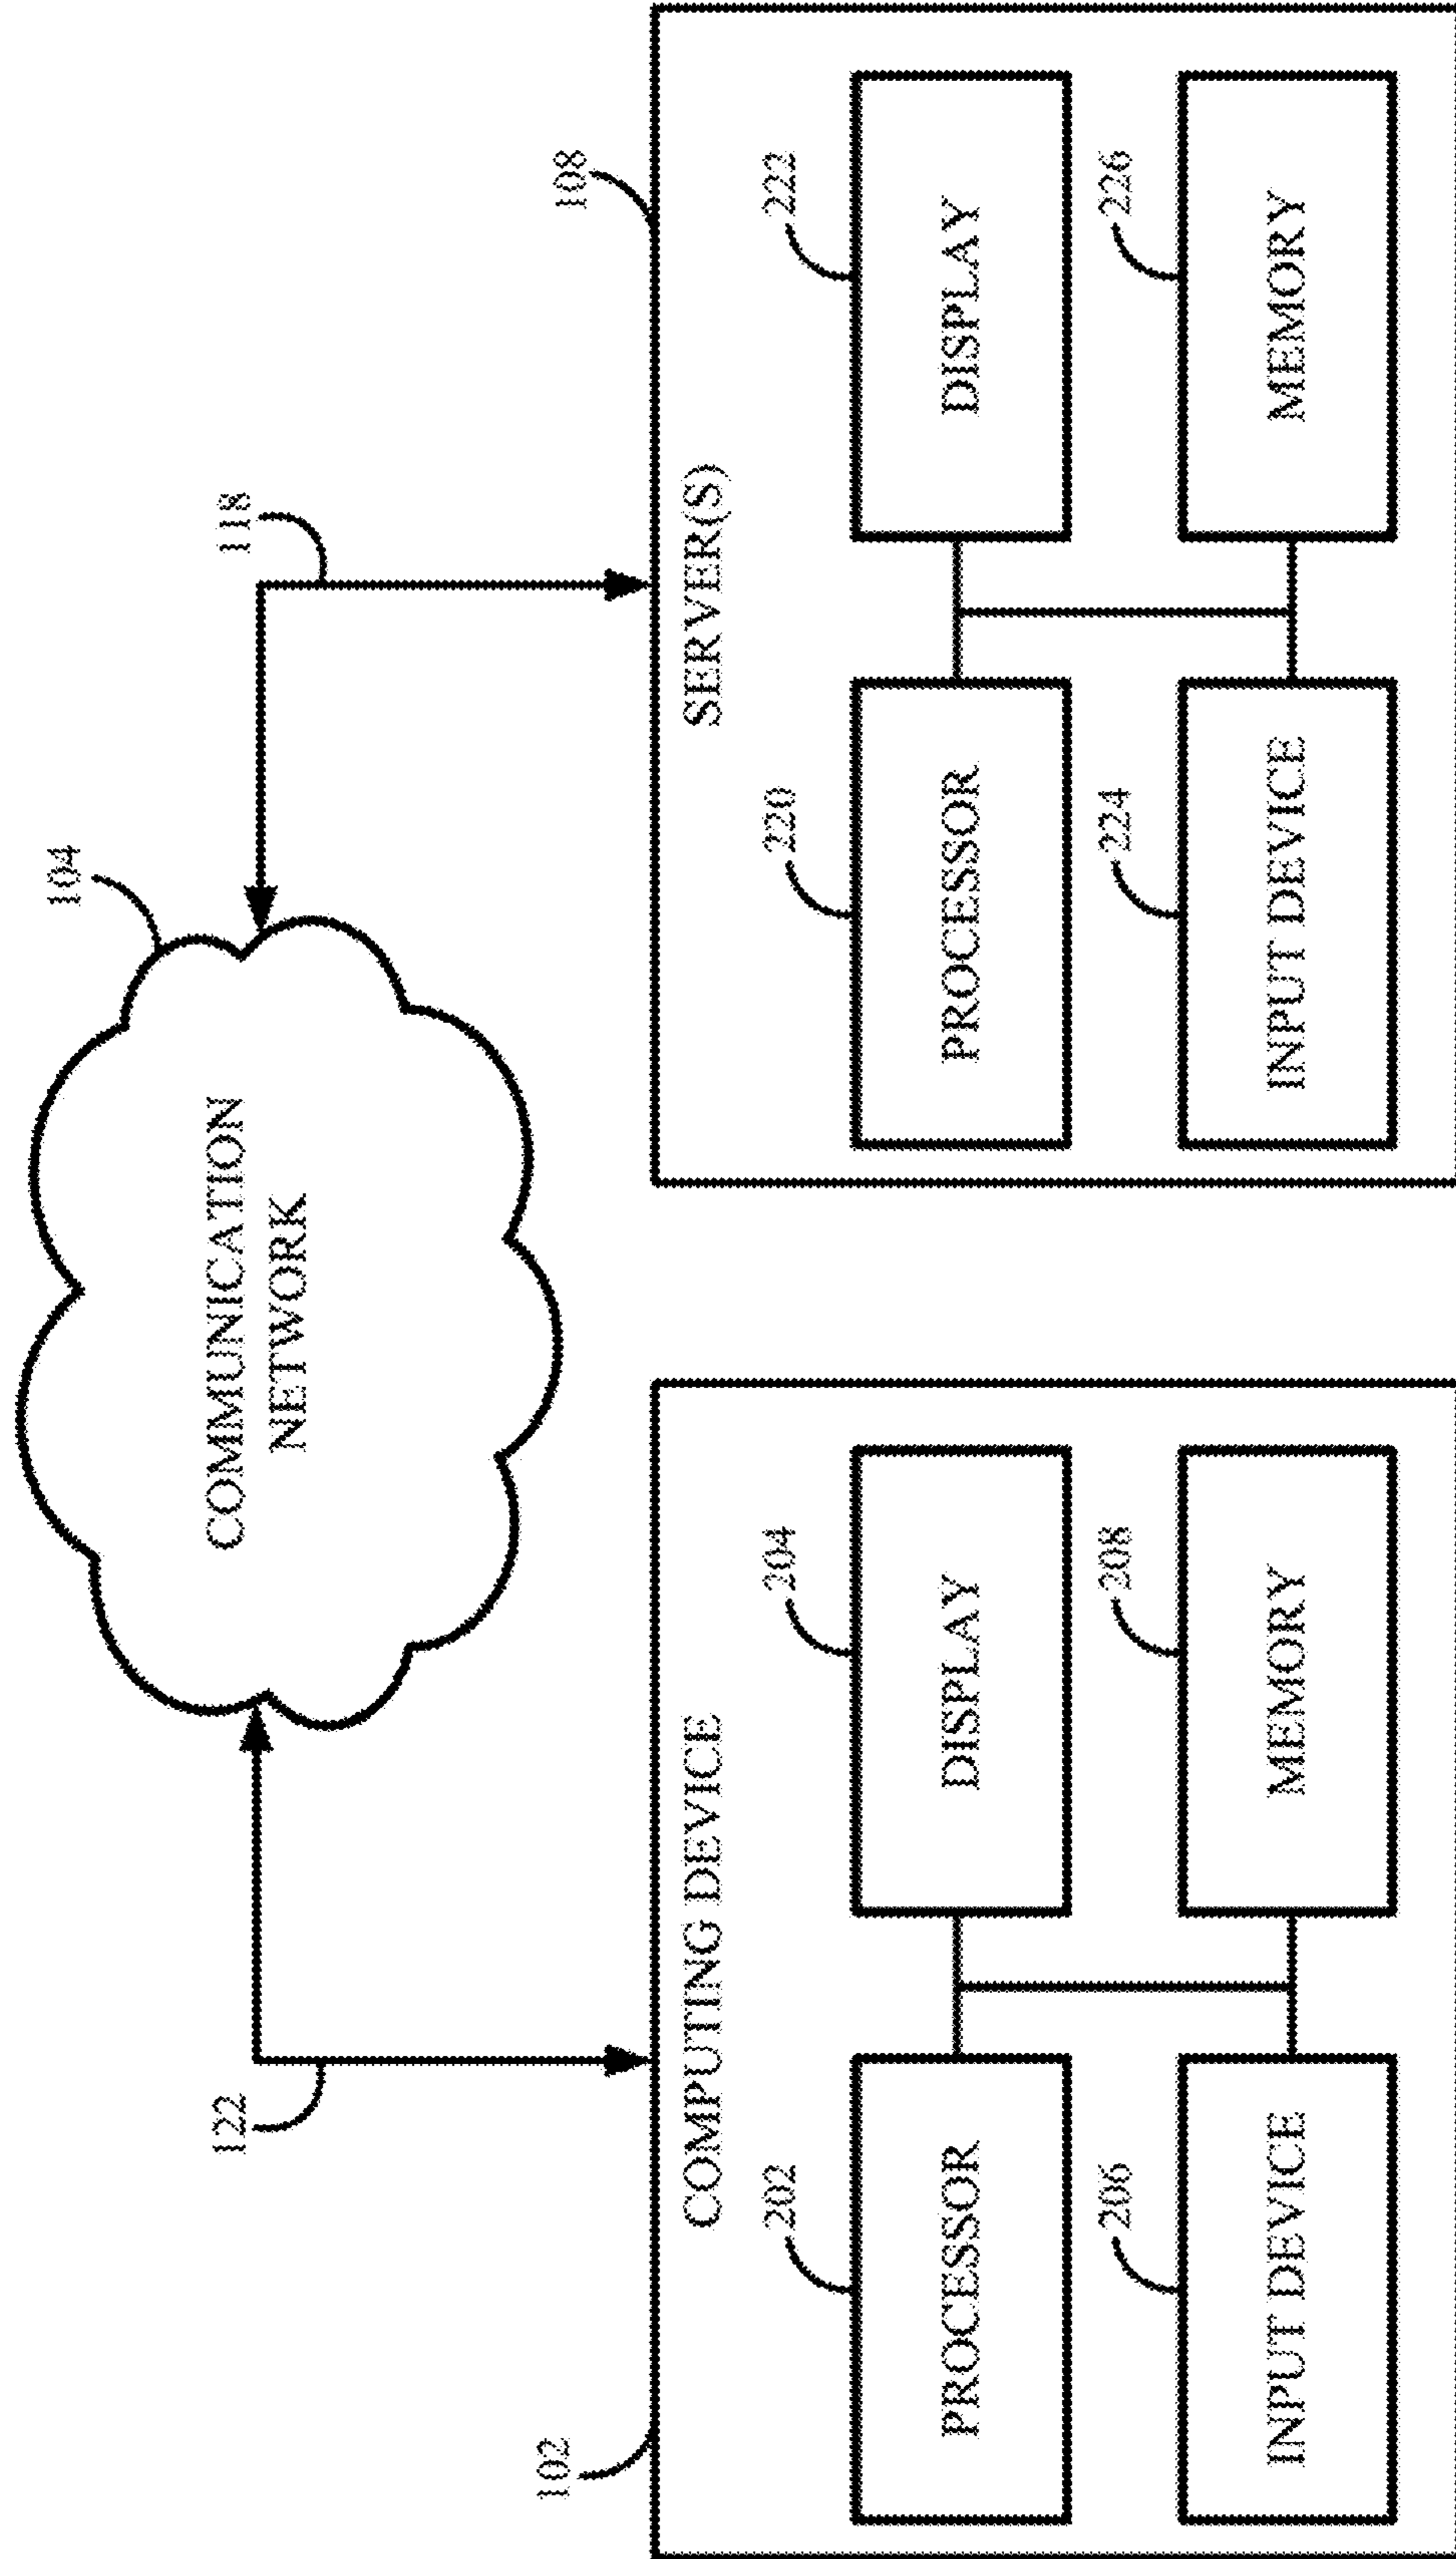 104
COMMUNICATION
NETWORK
122
118
102
108
COMPUTING DEVICE
202
204
PROCESSOR
DISPLAY
206
208
INPUT DEVICE
MEMORY
SERVER(S)
220
222
PROCESSOR
DISPLAY
224
226
INPUT DEVICE
MEMORY